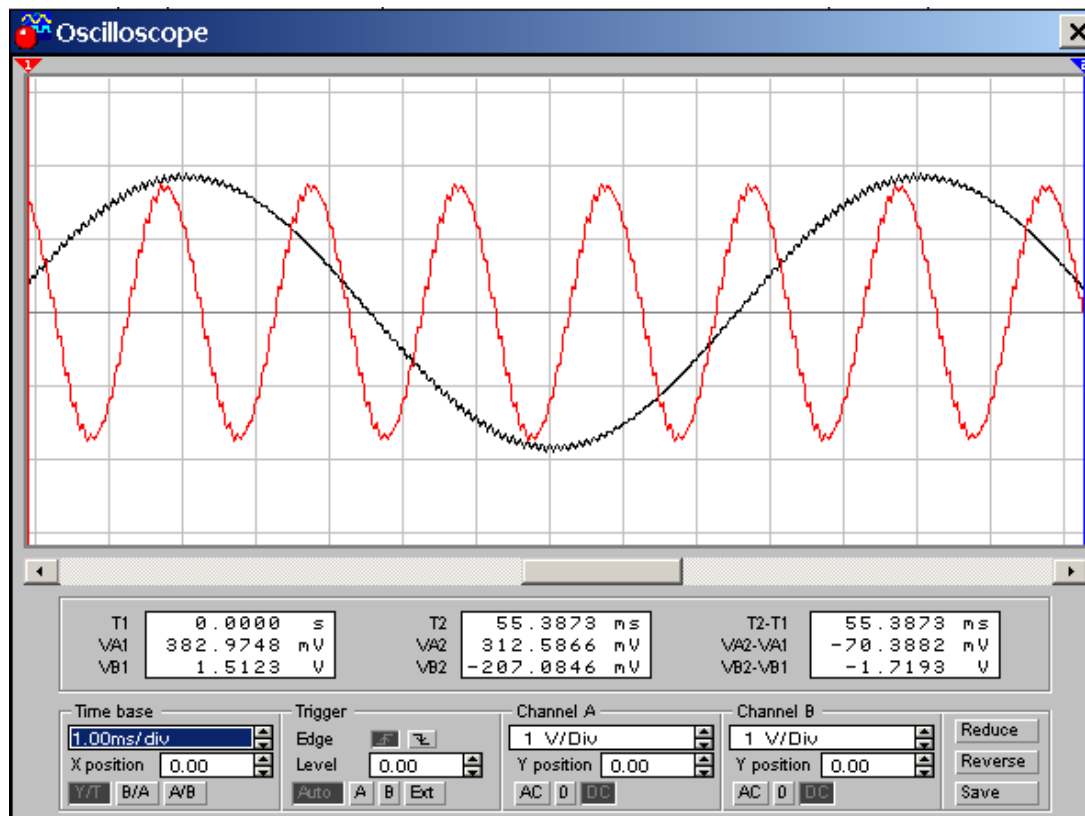 Oscilloscope
1
2
T1 0.0000 s
VA1 382.9748 mV
VB1 1.5123 V
T2 55.3873 ms
VA2 312.5866 mV
VB2 -207.0846 mV
T2-T1 55.3873 ms
VA2-VA1 -70.3882 mV
VB2-VB1 -1.7193 V
Time base
1.00ms/div
X position 0.00
Y/T B/A A/B
Trigger
Edge
Level 0.00
Auto A B Ext
Channel A
1 V/Div
Y position 0.00
AC 0 DC
Channel B
1 V/Div
Y position 0.00
AC 0 DC
Reduce
Reverse
Save